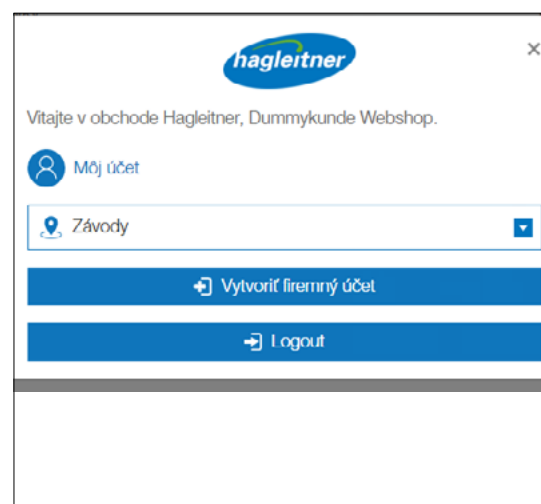 hagleitner
Vitajte v obchode Hagleitner, Dummykunde Webshop.
Môj účet
Závody
Vytvoriť firemný účet
Logout